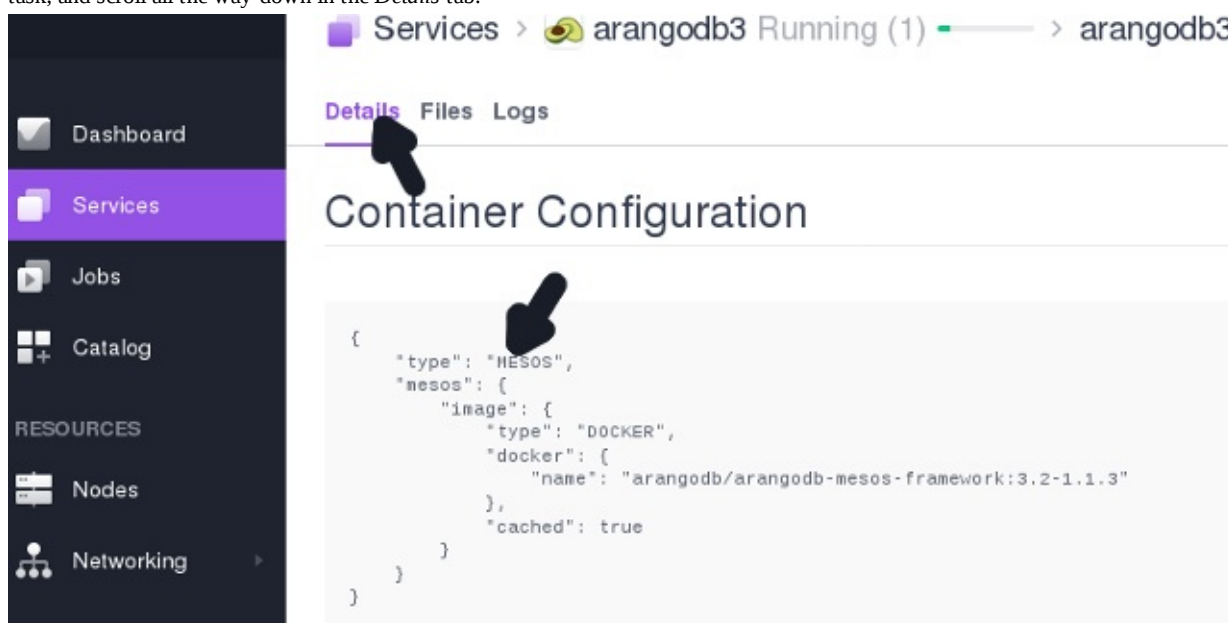 task, and scroll all the way down in the Details tab.
Services > arangodb3 Running (1) > arangodb3
Details Files Logs
Dashboard
Services
Container Configuration
Jobs
Catalog
{
"type": "MESOS",
"mesos": {
"image": {
"type": "DOCKER",
"docker": {
"name": "arangodb/arangodb-mesos-framework:3.2-1.1.3"
},
"cached": true
}
}
}
RESOURCES
Nodes
Networking